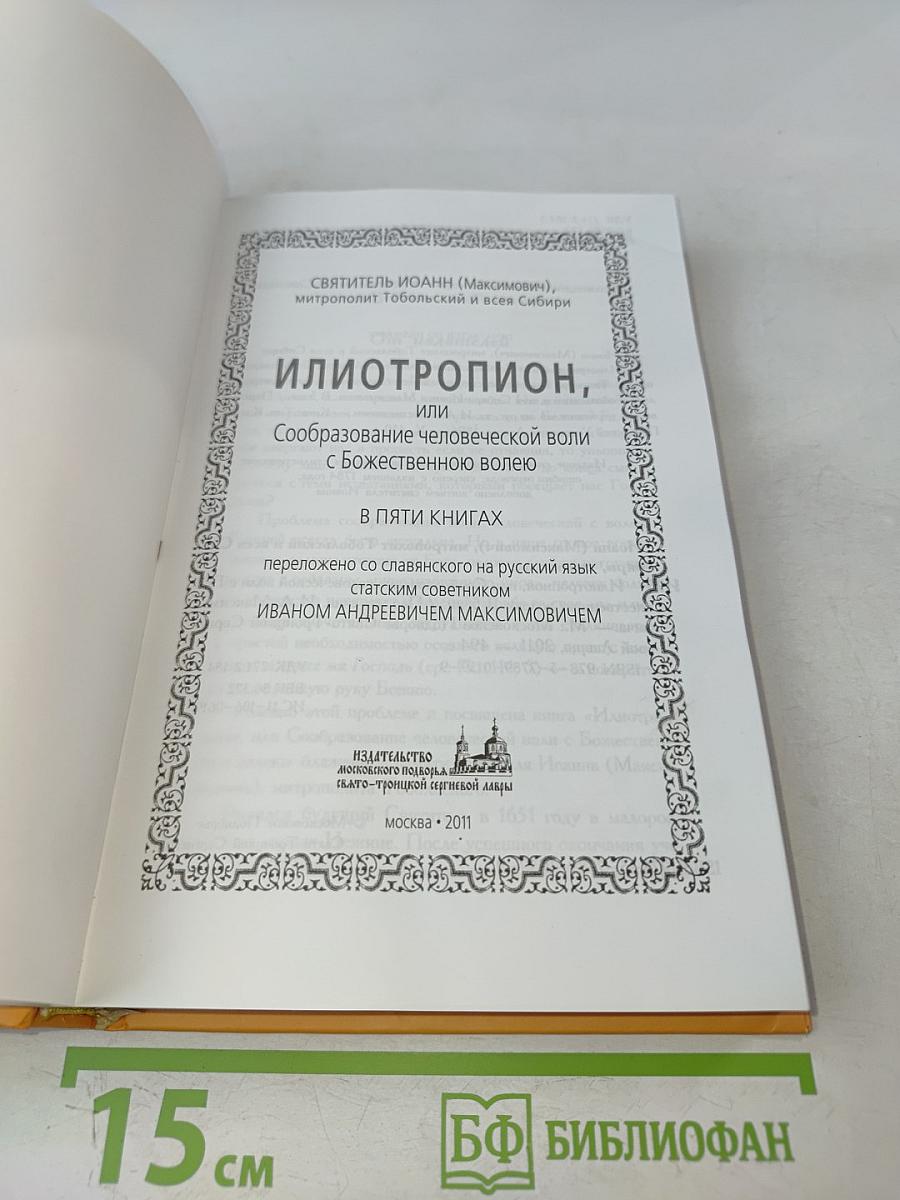 СВЯТИТЕЛЬ ИОАНН (Максимович),
митрополит Тобольский и всея Сибири
ИЛИОТРОПИОН,
или
Сообразование человеческой воли
с Божественною волею
В ПЯТИ КНИГАХ
переложено со славянского на русский язык
статским советником
ИВАНОМ АНДРЕЕВИЧЕМ МАКСИМОВИЧЕМ
ИЗДАТЕЛЬСТВО
МОСКОВСКОГО ПОДВОРЬЯ
СВЯТО-ТРОИЦКОЙ СЕРГИЕВОЙ ЛАВРЫ
МОСКВА • 2011
15 см
БФ БИБЛИОФАН